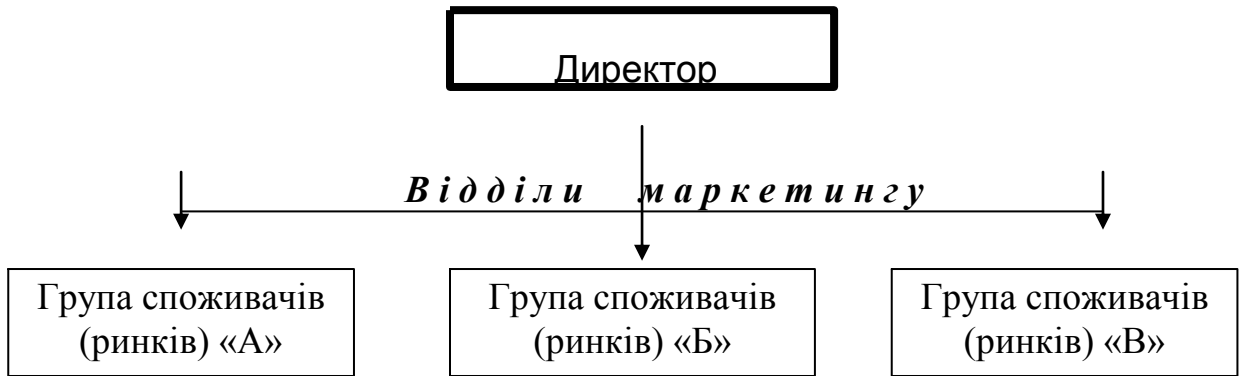 Директор
Відділи маркетингу
Група споживачів
(ринків) «А»
Група споживачів
(ринків) «Б»
Група споживачів
(ринків) «В»